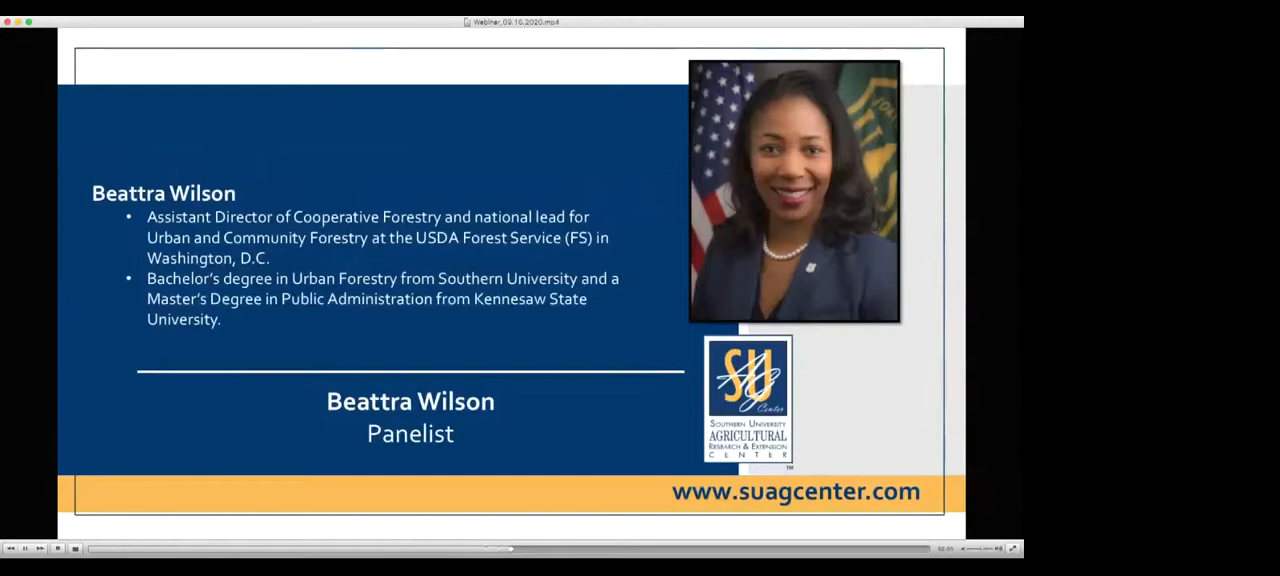 Webinar_09.16.2020.mp4
Beattra Wilson
• Assistant Director of Cooperative Forestry and national lead for
Urban and Community Forestry at the USDA Forest Service (FS) in
Washington, D.C.
• Bachelor's degree in Urban Forestry from Southern University and a
Master's Degree in Public Administration from Kennesaw State
University.
Beattra Wilson
Panelist
SU
Ag
Center
SOUTHERN UNIVERSITY
AGRICULTURAL
RESEARCH & EXTENSION
CENTER
TM
www.suagcenter.com